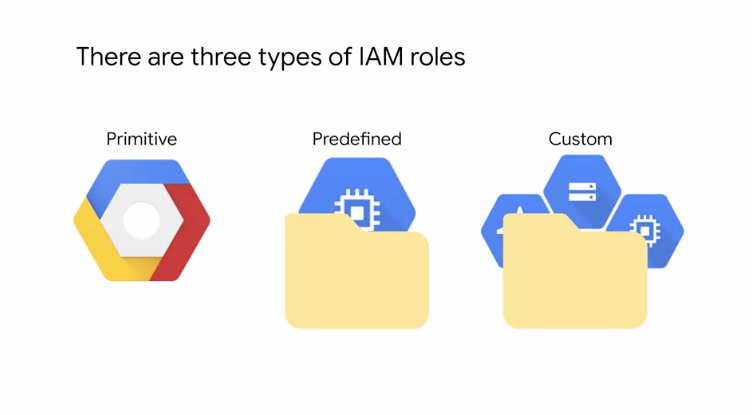 There are three types of IAM roles
Primitive
Predefined
Custom